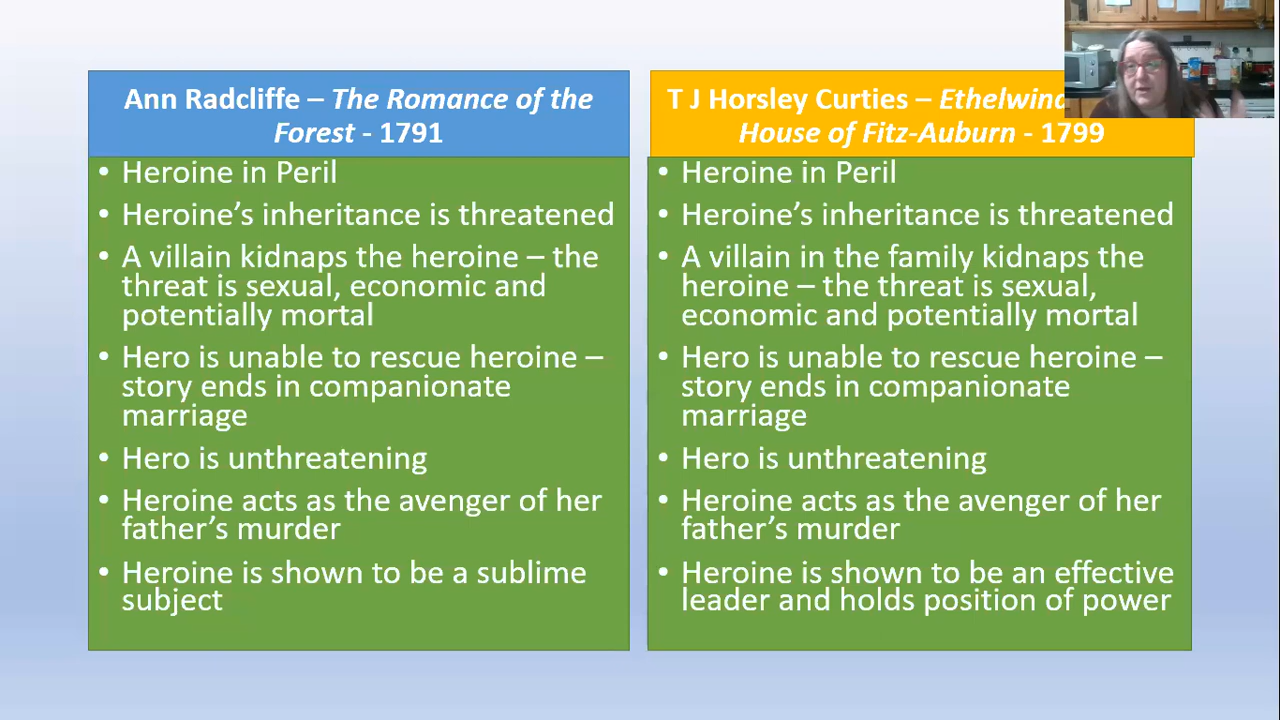 Ann Radcliffe – The Romance of the
Forest - 1791
• Heroine in Peril
• Heroine's inheritance is threatened
• A villain kidnaps the heroine – the
threat is sexual, economic and
potentially mortal
• Hero is unable to rescue heroine –
story ends in companionate
marriage
• Hero is unthreatening
• Heroine acts as the avenger of her
father's murder
• Heroine is shown to be a sublime
subject
T J Horsley Curties –
House of Fitz-Auburn - 1799
• Heroine in Peril
• Heroine's inheritance is threatened
• A villain in the family kidnaps the
heroine – the threat is sexual,
economic and potentially mortal
• Hero is unable to rescue heroine –
story ends in companionate
marriage
• Hero is unthreatening
• Heroine acts as the avenger of her
father's murder
• Heroine is shown to be an effective
leader and holds position of power